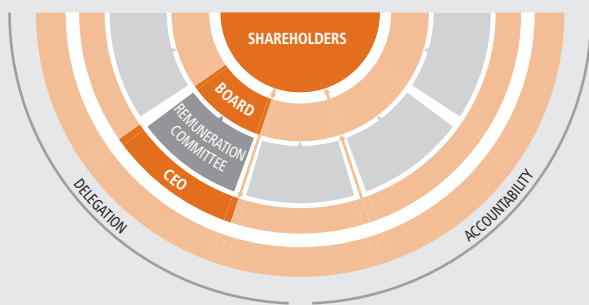 SHAREHOLDERS
BOARD
REMUNERATION
COMMITTEE
CEO
DELEGATION
ACCOUNTABILITY